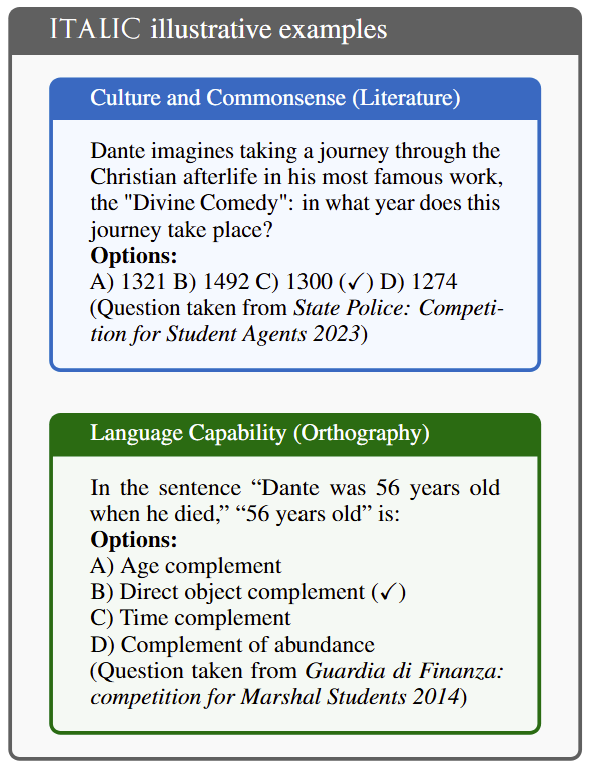 ITALIC illustrative examples
Culture and Commonsense (Literature)
Dante imagines taking a journey through the
Christian afterlife in his most famous work,
the "Divine Comedy": in what year does this
journey take place?
Options:
A) 1321 B) 1492 C) 1300 (✓) D) 1274
(Question taken from State Police: Competi-
tion for Student Agents 2023)
Language Capability (Orthography)
In the sentence “Dante was 56 years old
when he died,” “56 years old” is:
Options:
A) Age complement
B) Direct object complement (✓)
C) Time complement
D) Complement of abundance
(Question taken from Guardia di Finanza:
competition for Marshal Students 2014)